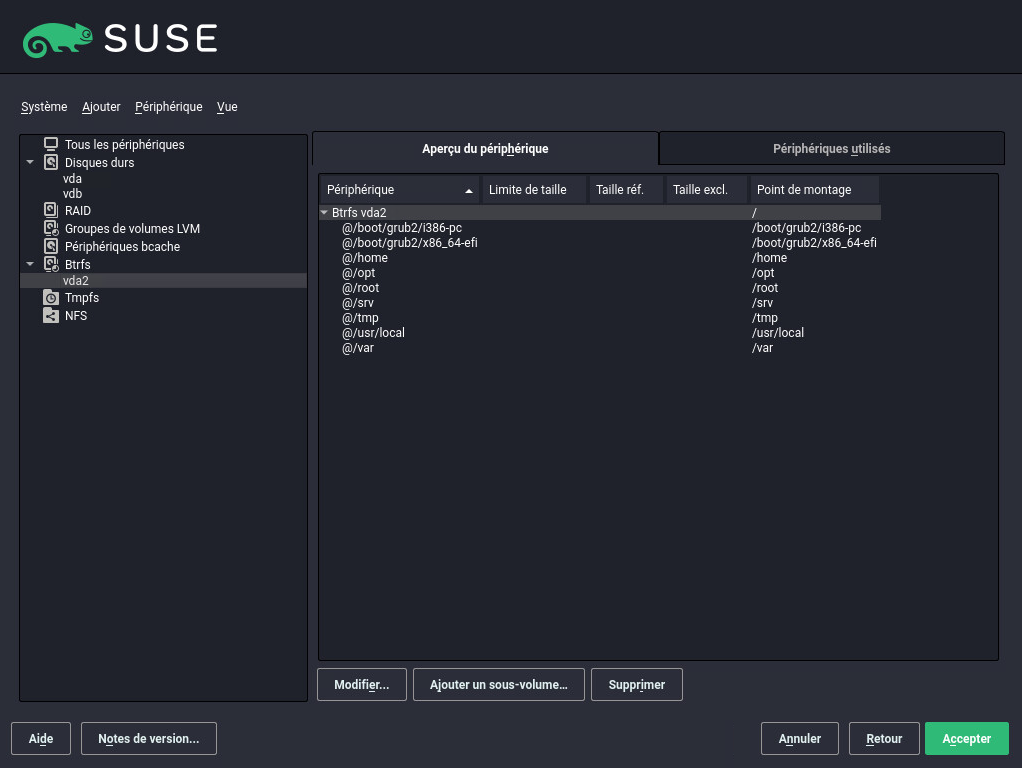 SUSE
Système Ajouter Périphérique Vue
Tous les périphériques
Disques durs
vda
vdb
RAID
Groupes de volumes LVM
Périphériques bcache
Btrfs
vda2
Tmpfs
NFS
Aperçu du périphérique Périphériques utilisés
Périphérique Limite de taille Taille réf. Taille excl. Point de montage
Btrfs vda2 /
@/boot/grub2/i386-pc /boot/grub2/i386-pc
@/boot/grub2/x86_64-efi /boot/grub2/x86_64-efi
@/home /home
@/opt /opt
@/root /root
@/srv /srv
@/tmp /tmp
@/usr/local /usr/local
@/var /var
Modifier... Ajouter un sous-volume... Supprimer
Aide Notes de version... Annuler Retour Accepter